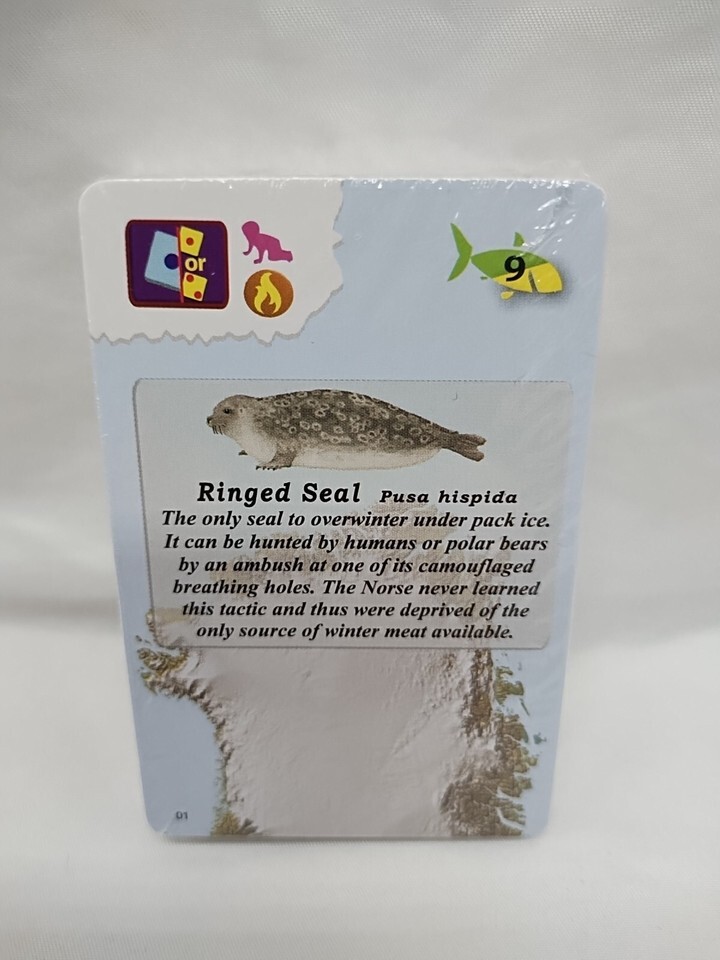 or
9
Ringed Seal Pusa hispida
The only seal to overwinter under pack ice.
It can be hunted by humans or polar bears
by an ambush at one of its camouflaged
breathing holes. The Norse never learned
this tactic and thus were deprived of the
only source of winter meat available.
01